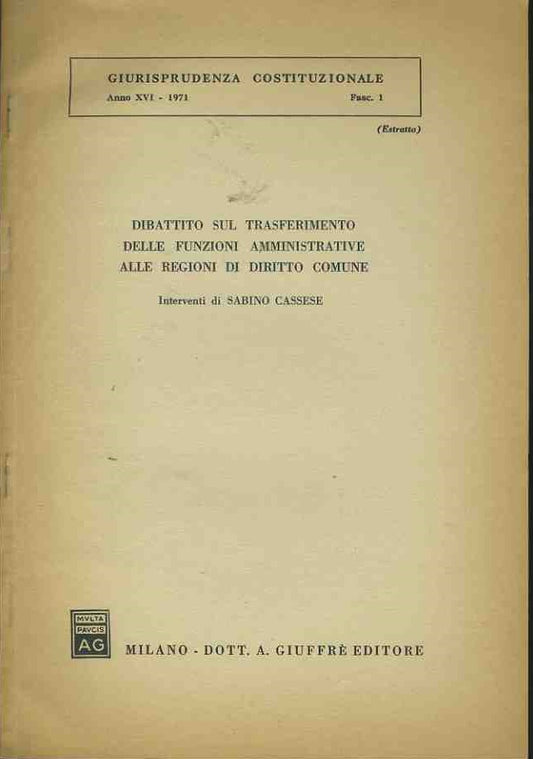 GIURISPRUDENZA COSTITUZIONALE
Anno XVI - 1971 Fasc. 1
(Estratto)
DIBATTITO SUL TRASFERIMENTO
DELLE FUNZIONI AMMINISTRATIVE
ALLE REGIONI DI DIRITTO COMUNE
Interventi di SABINO CASSESE
MVLTA
PAVCIS
AG
MILANO - DOTT. A. GIUFFRÈ EDITORE